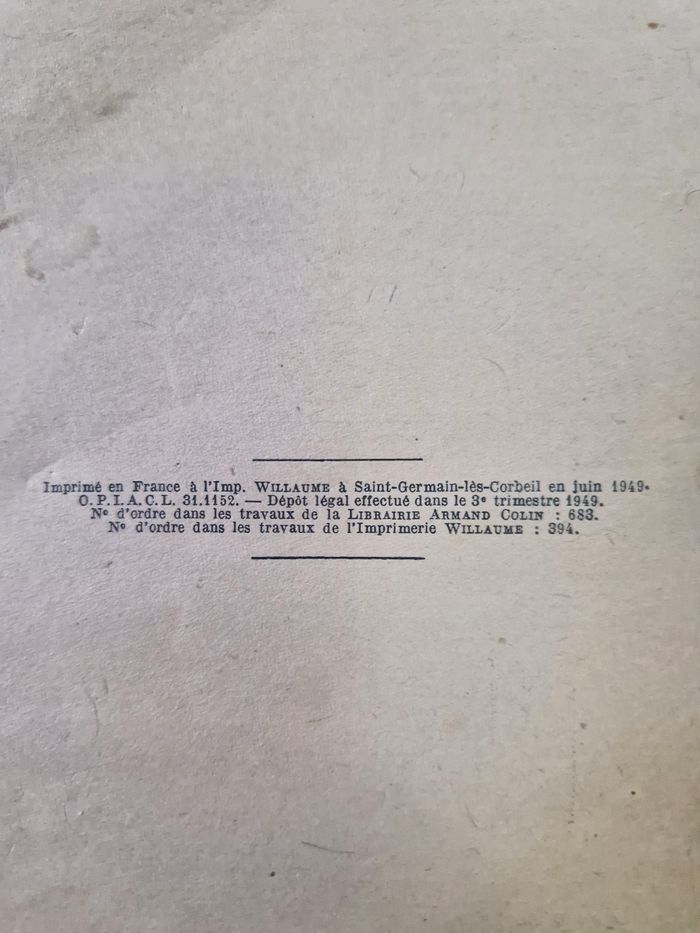 Imprimé en France à l'Imp. WILLAUME à Saint-Germain-lès-Corbeil en juin 1949.
O.P.I.A.C.L. 31.1152. — Dépôt légal effectué dans le 3e trimestre 1949.
No d'ordre dans les travaux de la LIBRAIRIE ARMAND COLIN : 683.
No d'ordre dans les travaux de l'Imprimerie WILLAUME : 394.